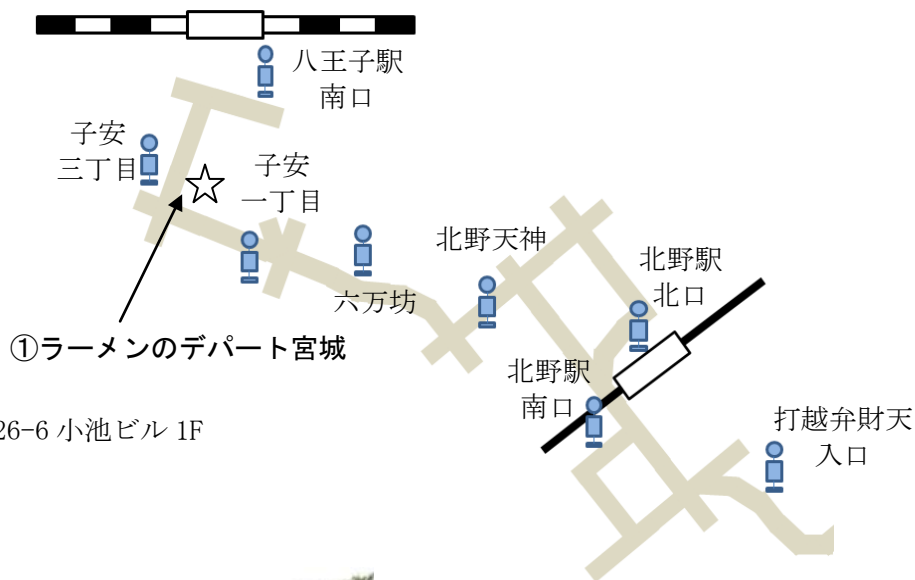 八王子駅
南口
子安
三丁目
子安
一丁目
北野天神
北野駅
北口
六万坊
①ラーメンのデパート宮城
北野駅
南口
打越弁財天
入口
26-6 小池ビル 1F